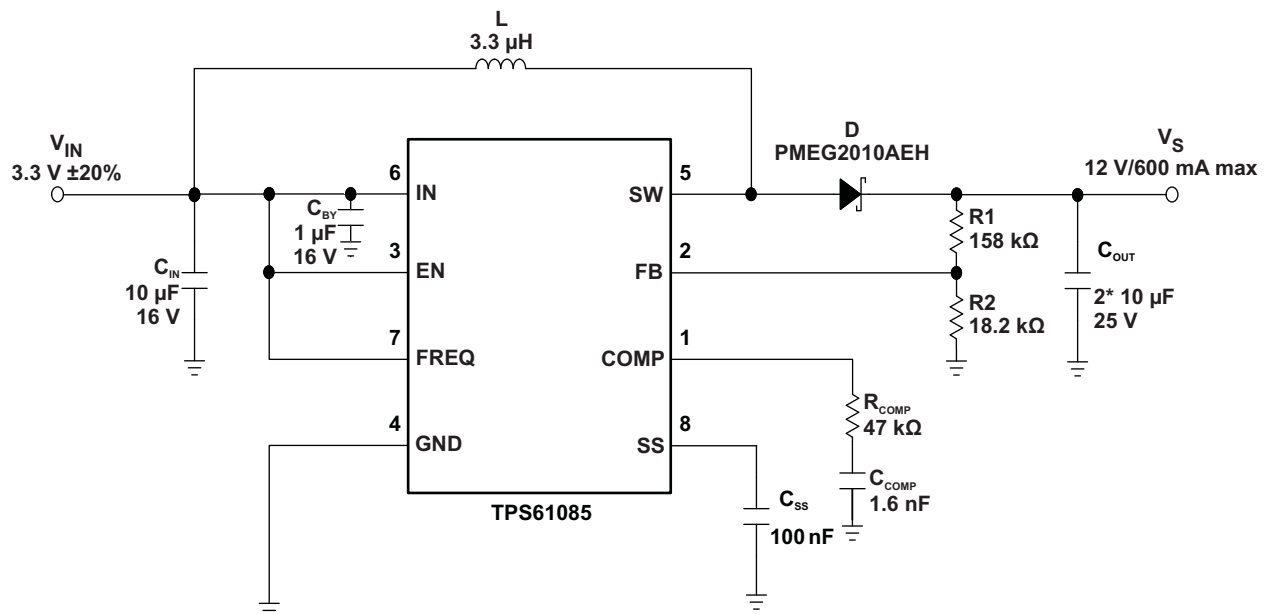 L
3.3 µH
V_IN
3.3 V ±20%
D
PMEG2010AEH
V_S
12 V/600 mA max
6
IN
5
SW
C_BY
1 µF
16 V
R1
158 kΩ
3
EN
2
FB
C_OUT
2* 10 µF
25 V
C_IN
10 µF
16 V
R2
18.2 kΩ
7
FREQ
1
COMP
R_COMP
47 kΩ
4
GND
8
SS
C_COMP
1.6 nF
TPS61085
C_SS
100 nF